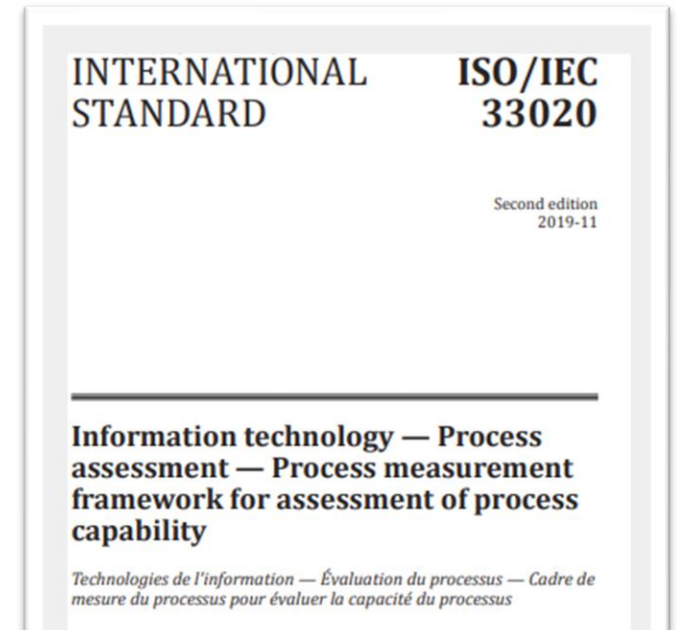 INTERNATIONAL STANDARD
ISO/IEC 33020
Second edition
2019-11
Information technology — Process
assessment — Process measurement
framework for assessment of process
capability
Technologies de l'information — Évaluation du processus — Cadre de
mesure du processus pour évaluer la capacité du processus